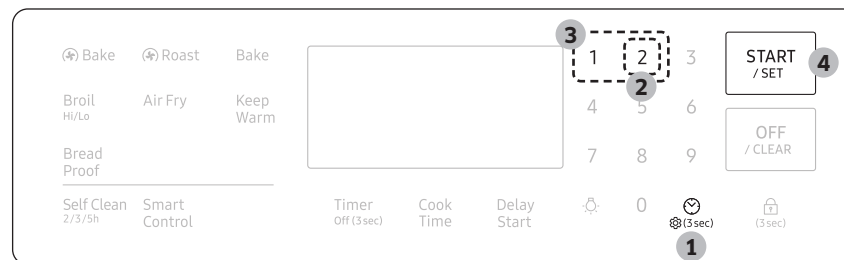 Bake Roast Bake
3
1 2 3
START
/ SET
4
2
Broil
Hi/Lo
Air Fry
Keep
Warm
4 5 6
OFF
/ CLEAR
Bread
Proof
7 8 9
Self Clean
2/3/5h
Smart
Control
Timer
Off (3 sec)
Cook
Time
Delay
Start
0
(3 sec)
(3 sec)
1